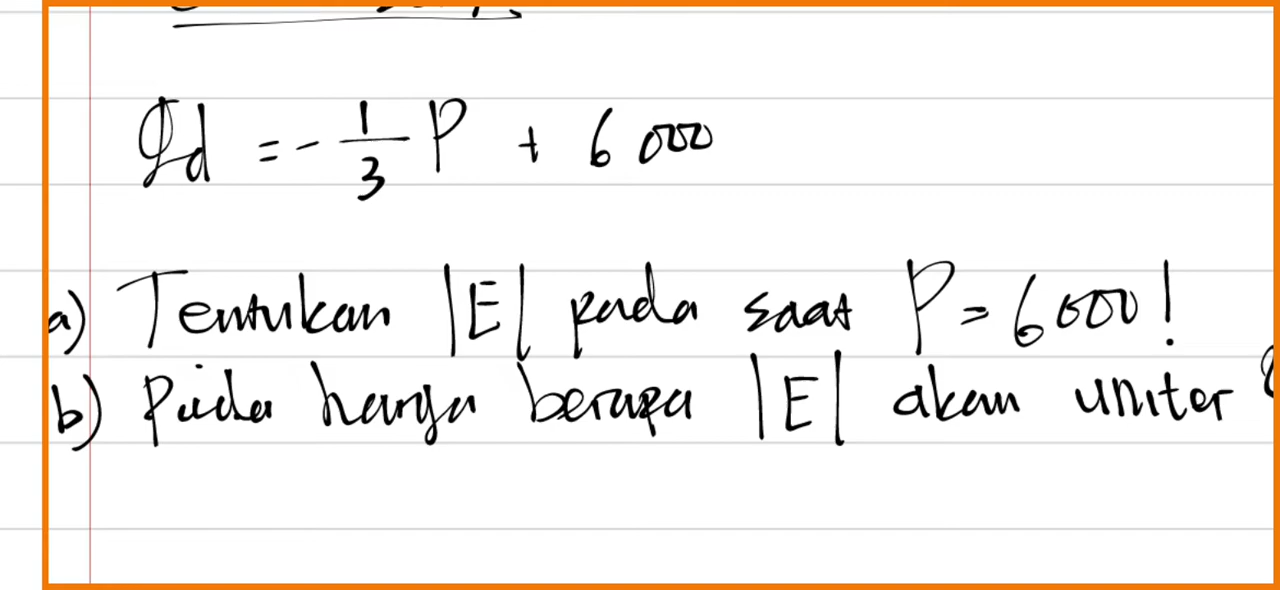 Qd = - 1/3 P + 6000
a) Tentukan |E| pada saat P = 6000!
b) Pada harga berapa |E| akan uniter